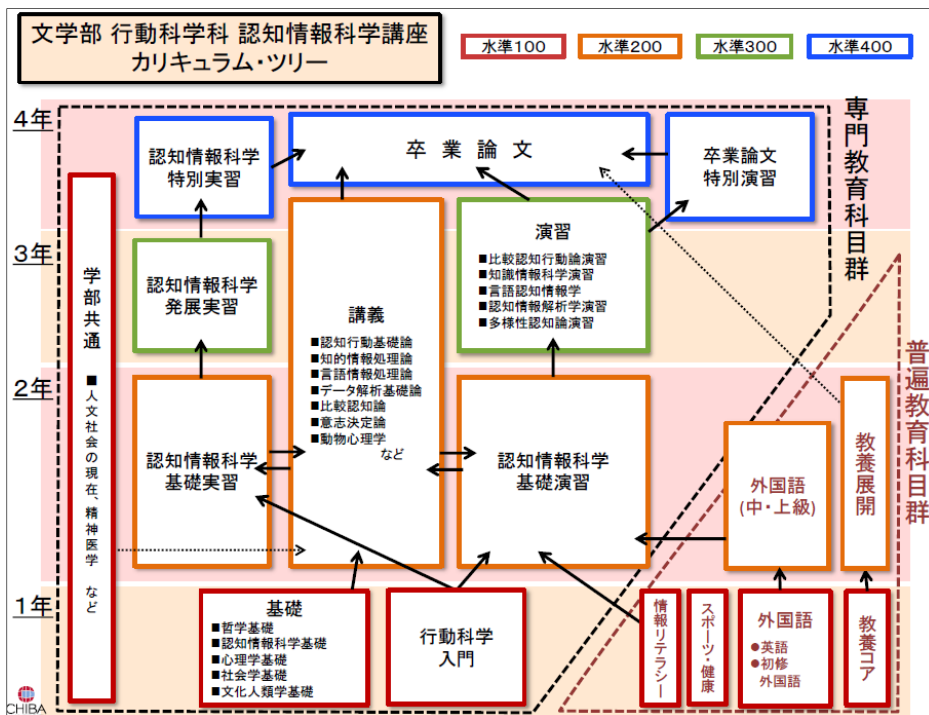 文学部 行動科学科 認知情報科学講座
カリキュラム・ツリー
水準100
水準200
水準300
水準400
4年
3年
2年
1年
専門教育科目群
普遍教育科目群
学部共通
■人文社会の現在、精神医学 など
認知情報科学
特別実習
卒業論文
卒業論文
特別演習
認知情報科学
発展実習
講義
■認知行動基礎論
■知的情報処理論
■言語情報処理論
■データ解析基礎論
■比較認知論
■意志決定論
■動物心理学
など
演習
■比較認知行動論演習
■知識情報科学演習
■言語認知情報学
■認知情報解析学演習
■多様性認知論演習
認知情報科学
基礎実習
認知情報科学
基礎演習
外国語
(中・上級)
教養展開
基礎
■哲学基礎
■認知情報科学基礎
■心理学基礎
■社会学基礎
■文化人類学基礎
行動科学
入門
情報リテラシー
スポーツ・健康
外国語
●英語
●初修
外国語
教養コア
CHIBA